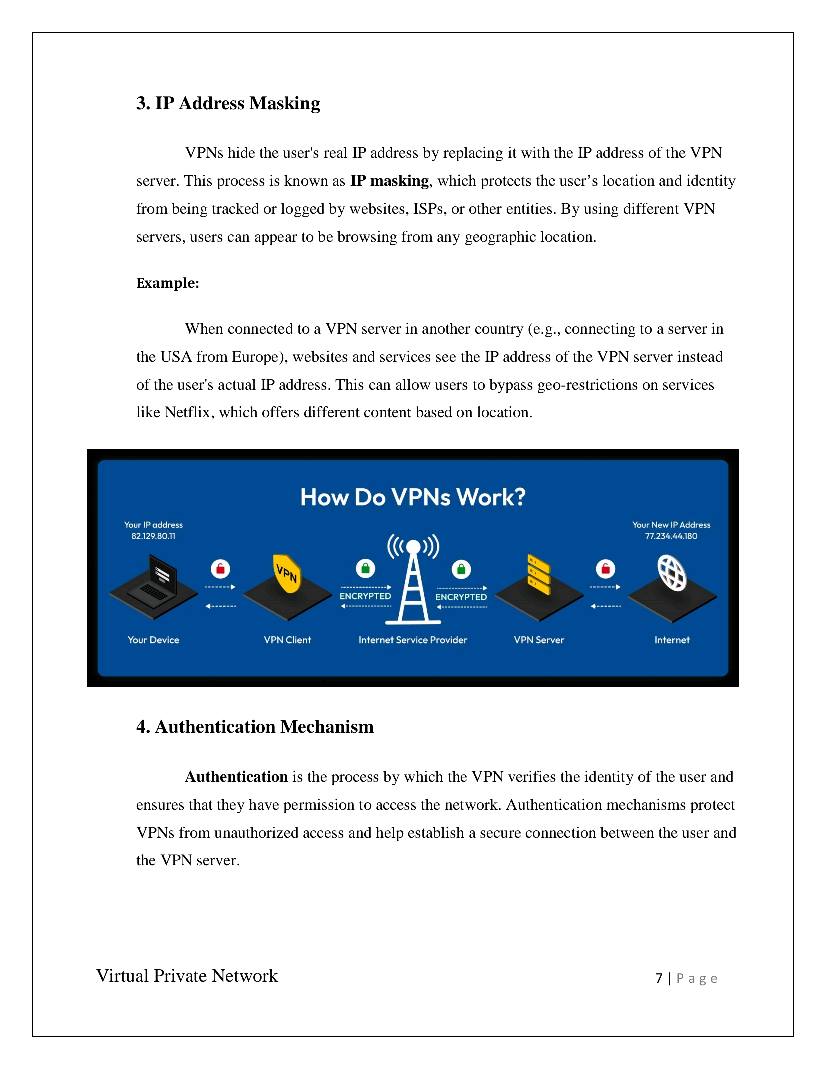 3. IP Address Masking
VPNs hide the user's real IP address by replacing it with the IP address of the VPN
server. This process is known as IP masking, which protects the user’s location and identity
from being tracked or logged by websites, ISPs, or other entities. By using different VPN
servers, users can appear to be browsing from any geographic location.
Example:
When connected to a VPN server in another country (e.g., connecting to a server in
the USA from Europe), websites and services see the IP address of the VPN server instead
of the user's actual IP address. This can allow users to bypass geo-restrictions on services
like Netflix, which offers different content based on location.
How Do VPNs Work?
Your IP address
82.129.80.11
Your New IP Address
77.234.44.180
VPN
ENCRYPTED
ENCRYPTED
Your Device
VPN Client
Internet Service Provider
VPN Server
Internet
4. Authentication Mechanism
Authentication is the process by which the VPN verifies the identity of the user and
ensures that they have permission to access the network. Authentication mechanisms protect
VPNs from unauthorized access and help establish a secure connection between the user and
the VPN server.
Virtual Private Network
7 | Page